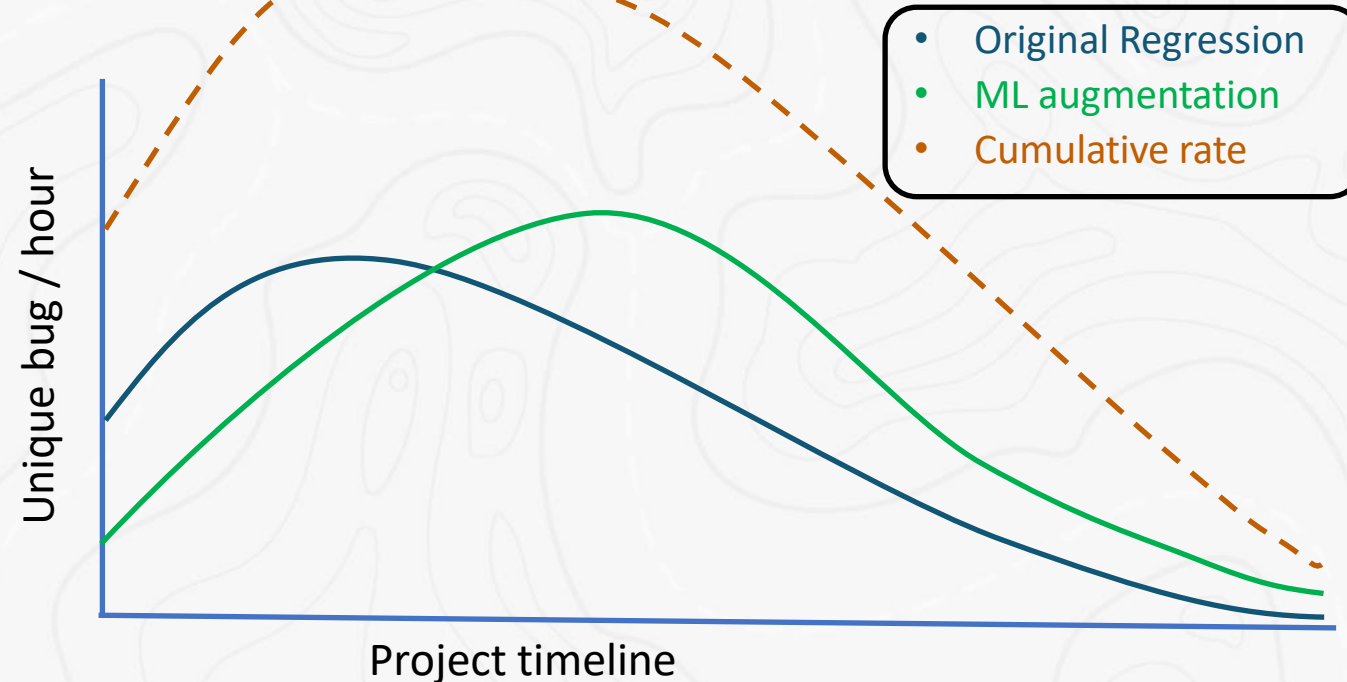 • Original Regression
• ML augmentation
• Cumulative rate
Unique bug / hour
Project timeline